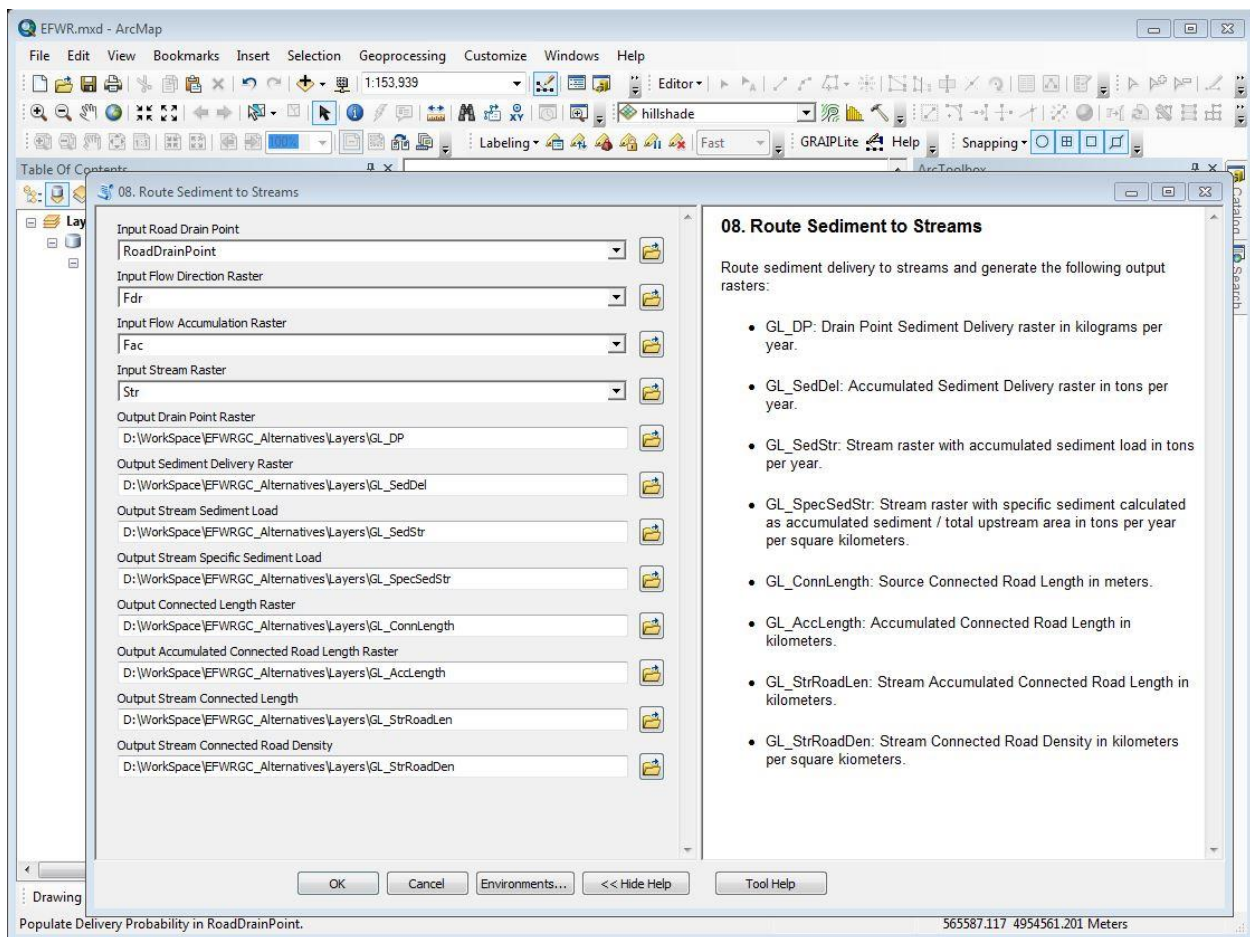 EFWR.mxd - ArcMap
File Edit View Bookmarks Insert Selection Geoprocessing Customize Windows Help
1:153,939 Editor
hillshade
100% Labeling Fast GRAIPLite Help Snapping
Table Of Contents
ArcToolbox
Catalog
Search
Lay
08. Route Sediment to Streams
Input Road Drain Point
RoadDrainPoint
Input Flow Direction Raster
Fdr
Input Flow Accumulation Raster
Fac
Input Stream Raster
Str
Output Drain Point Raster
D:\WorkSpace\EFWRGC_Alternatives\Layers\GL_DP
Output Sediment Delivery Raster
D:\WorkSpace\EFWRGC_Alternatives\Layers\GL_SedDel
Output Stream Sediment Load
D:\WorkSpace\EFWRGC_Alternatives\Layers\GL_SedStr
Output Stream Specific Sediment Load
D:\WorkSpace\EFWRGC_Alternatives\Layers\GL_SpecSedStr
Output Connected Length Raster
D:\WorkSpace\EFWRGC_Alternatives\Layers\GL_ConnLength
Output Accumulated Connected Road Length Raster
D:\WorkSpace\EFWRGC_Alternatives\Layers\GL_AccLength
Output Stream Connected Length
D:\WorkSpace\EFWRGC_Alternatives\Layers\GL_StrRoadLen
Output Stream Connected Road Density
D:\WorkSpace\EFWRGC_Alternatives\Layers\GL_StrRoadDen
08. Route Sediment to Streams
Route sediment delivery to streams and generate the following output
rasters:
• GL_DP: Drain Point Sediment Delivery raster in kilograms per
year.
• GL_SedDel: Accumulated Sediment Delivery raster in tons per
year.
• GL_SedStr: Stream raster with accumulated sediment load in tons
per year.
• GL_SpecSedStr: Stream raster with specific sediment calculated
as accumulated sediment / total upstream area in tons per year
per square kilometers.
• GL_ConnLength: Source Connected Road Length in meters.
• GL_AccLength: Accumulated Connected Road Length in
kilometers.
• GL_StrRoadLen: Stream Accumulated Connected Road Length in
kilometers.
• GL_StrRoadDen: Stream Connected Road Density in kilometers
per square kiometers.
OK Cancel Environments... << Hide Help Tool Help
Drawing
Populate Delivery Probability in RoadDrainPoint. 565587.117 4954561.201 Meters